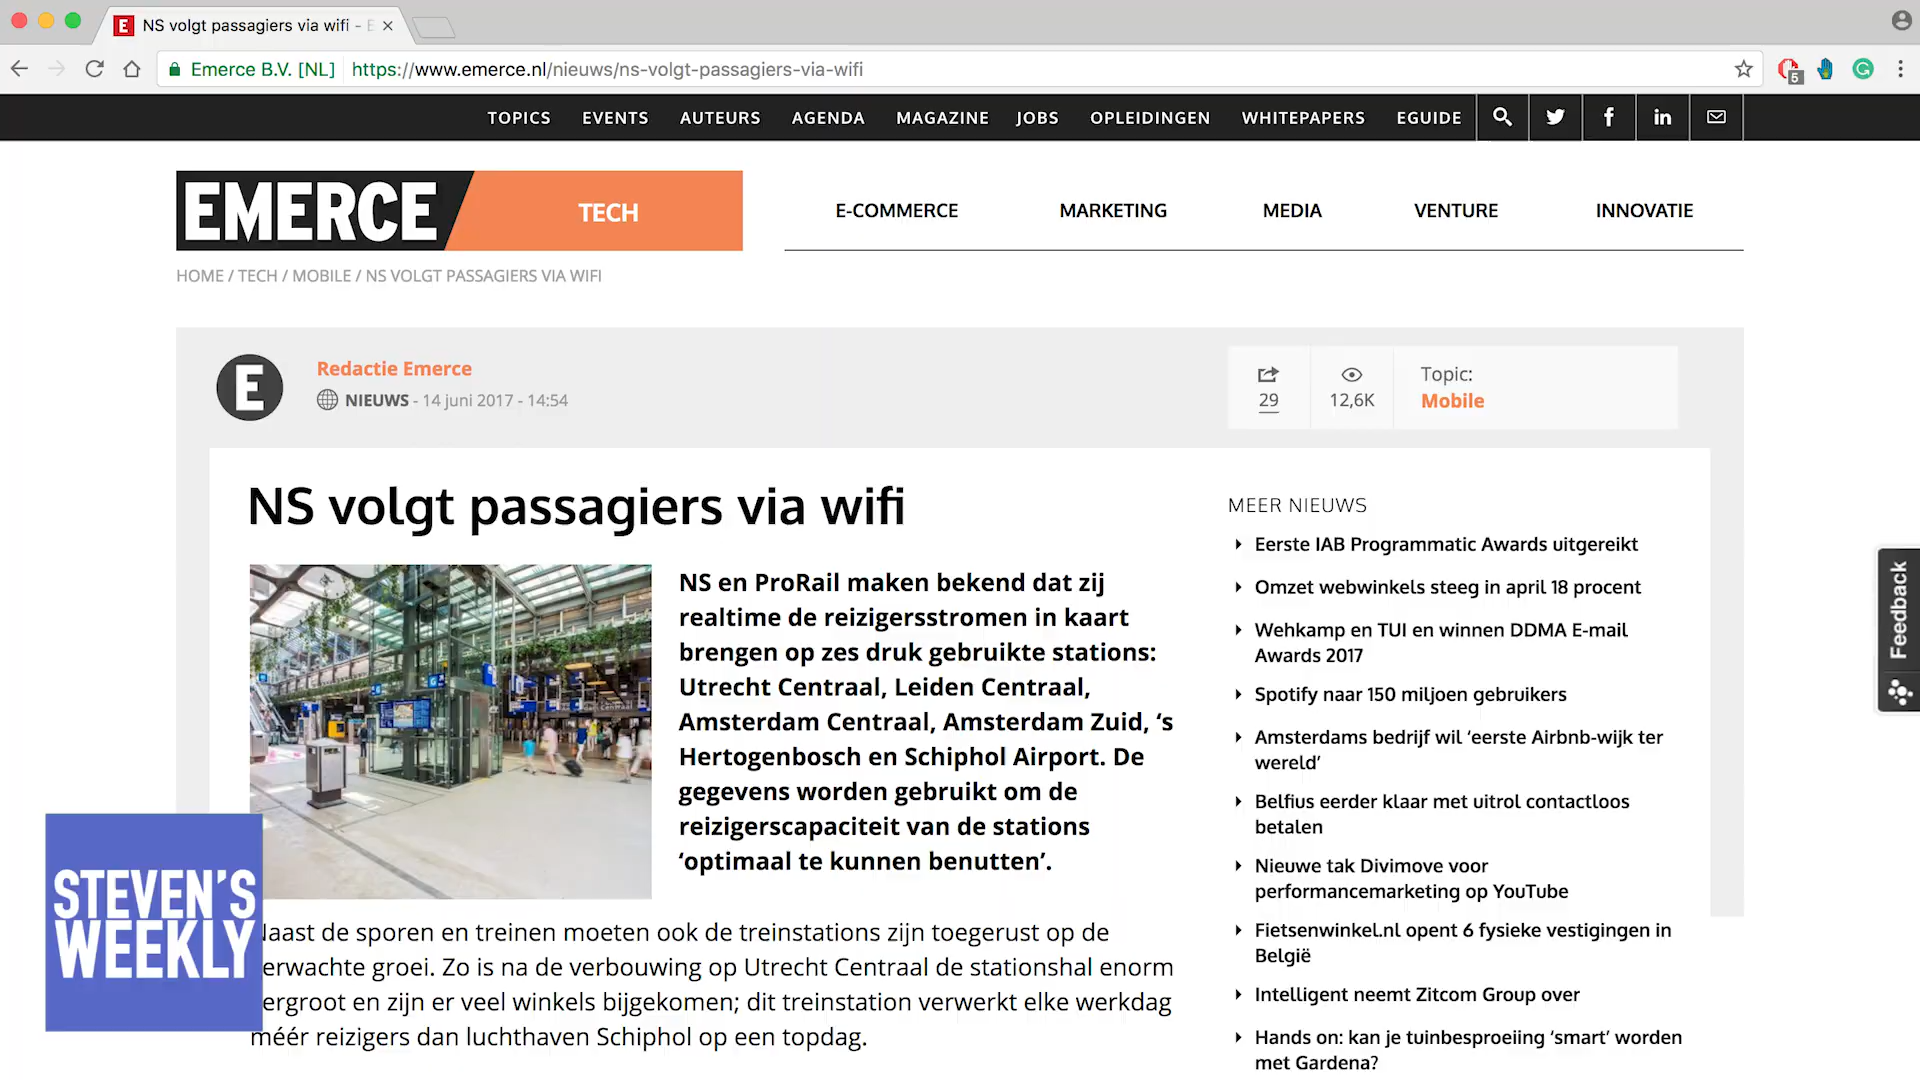 NS volgt passagiers via wifi - E
Emerce B.V. [NL] https://www.emerce.nl/nieuws/ns-volgt-passagiers-via-wifi
5
TOPICS EVENTS AUTEURS AGENDA MAGAZINE JOBS OPLEIDINGEN WHITEPAPERS EGUIDE
EMERCE TECH
E-COMMERCE MARKETING MEDIA VENTURE INNOVATIE
HOME / TECH / MOBILE / NS VOLGT PASSAGIERS VIA WIFI
E
Redactie Emerce
NIEUWS - 14 juni 2017 - 14:54
29
12,6K
Topic:
Mobile
NS volgt passagiers via wifi
NS en ProRail maken bekend dat zij
realtime de reizigersstromen in kaart
brengen op zes druk gebruikte stations:
Utrecht Centraal, Leiden Centraal,
Amsterdam Centraal, Amsterdam Zuid, ‘s
Hertogenbosch en Schiphol Airport. De
gegevens worden gebruikt om de
reizigerscapaciteit van de stations
‘optimaal te kunnen benutten’.
Naast de sporen en treinen moeten ook de treinstations zijn toegerust op de
erwachte groei. Zo is na de verbouwing op Utrecht Centraal de stationshal enorm
ergroot en zijn er veel winkels bijgekomen; dit treinstation verwerkt elke werkdag
méér reizigers dan luchthaven Schiphol op een topdag.
STEVEN'S
WEEKLY
MEER NIEUWS
Eerste IAB Programmatic Awards uitgereikt
Omzet webwinkels steeg in april 18 procent
Wehkamp en TUI en winnen DDMA E-mail
Awards 2017
Spotify naar 150 miljoen gebruikers
Amsterdams bedrijf wil ‘eerste Airbnb-wijk ter
wereld’
Belfius eerder klaar met uitrol contactloos
betalen
Nieuwe tak Divimove voor
performancemarketing op YouTube
Fietsenwinkel.nl opent 6 fysieke vestigingen in
België
Intelligent neemt Zitcom Group over
Hands on: kan je tuinbesproeiing ‘smart’ worden
met Gardena?
Feedback